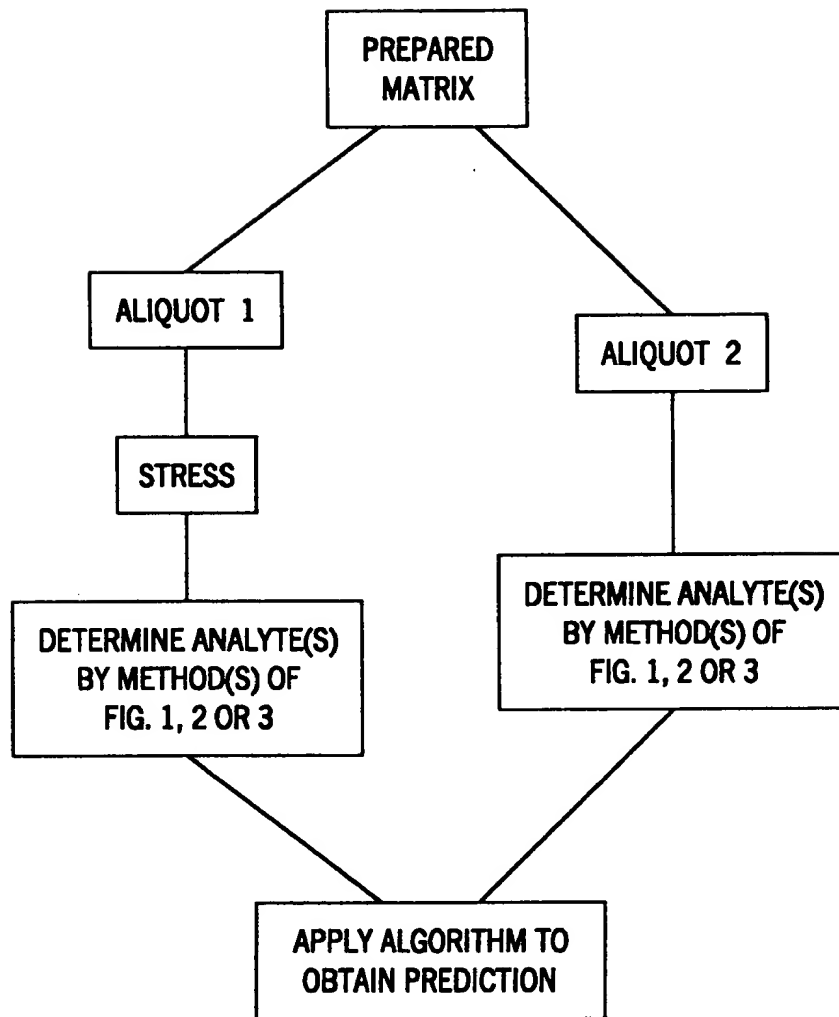 PREPARED
MATRIX
ALIQUOT 1
ALIQUOT 2
STRESS
DETERMINE ANALYTE(S)
BY METHOD(S) OF
FIG. 1, 2 OR 3
DETERMINE ANALYTE(S)
BY METHOD(S) OF
FIG. 1, 2 OR 3
APPLY ALGORITHM TO
OBTAIN PREDICTION